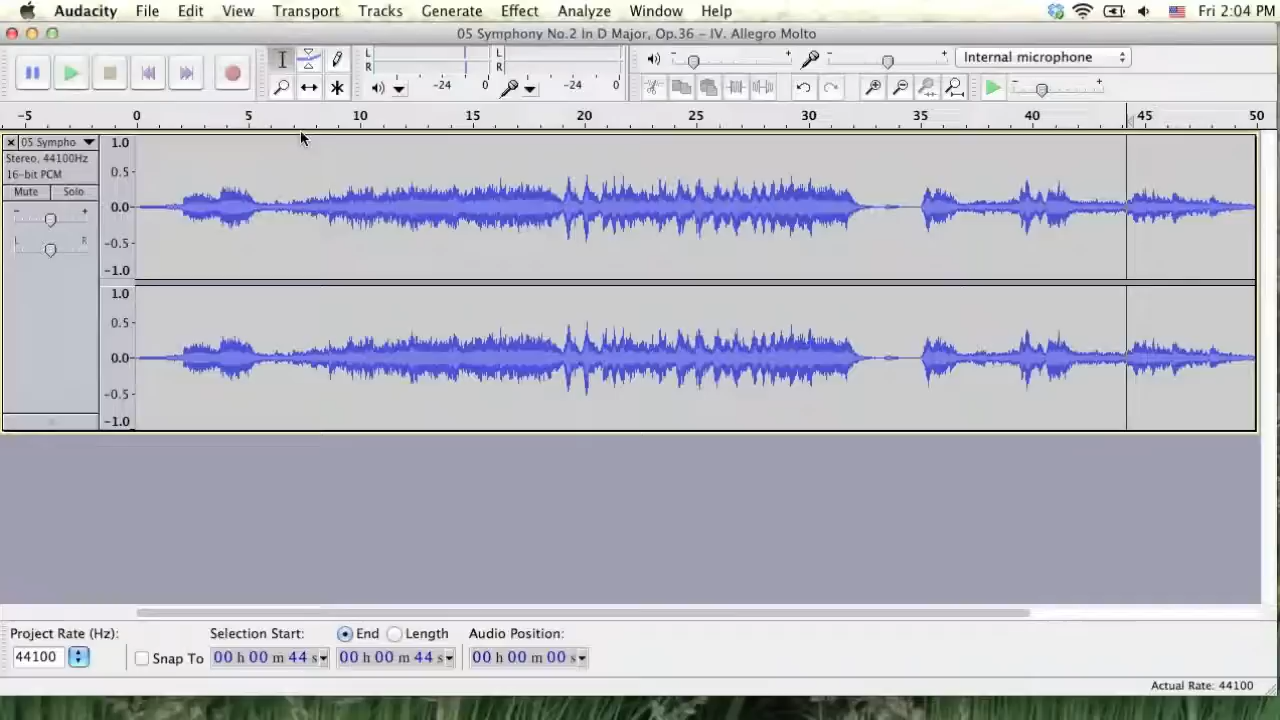 Audacity File Edit View Transport Tracks Generate Effect Analyze Window Help Fri 2:04 PM
05 Symphony No.2 In D Major, Op.36 – IV. Allegro Molto
L
R
-24 0
L
R
-24 0
- +
- +
Internal microphone
- +
-5 0 5 10 15 20 25 30 35 40 45 50
05 Sympho
Stereo, 44100Hz
16-bit PCM
Mute Solo
- +
L R
1.0
0.5
0.0
-0.5
-1.0
1.0
0.5
0.0
-0.5
-1.0
Project Rate (Hz): Selection Start: End Length Audio Position:
44100 Snap To 00 h 00 m 44 s 00 h 00 m 44 s 00 h 00 m 00 s
Actual Rate: 44100